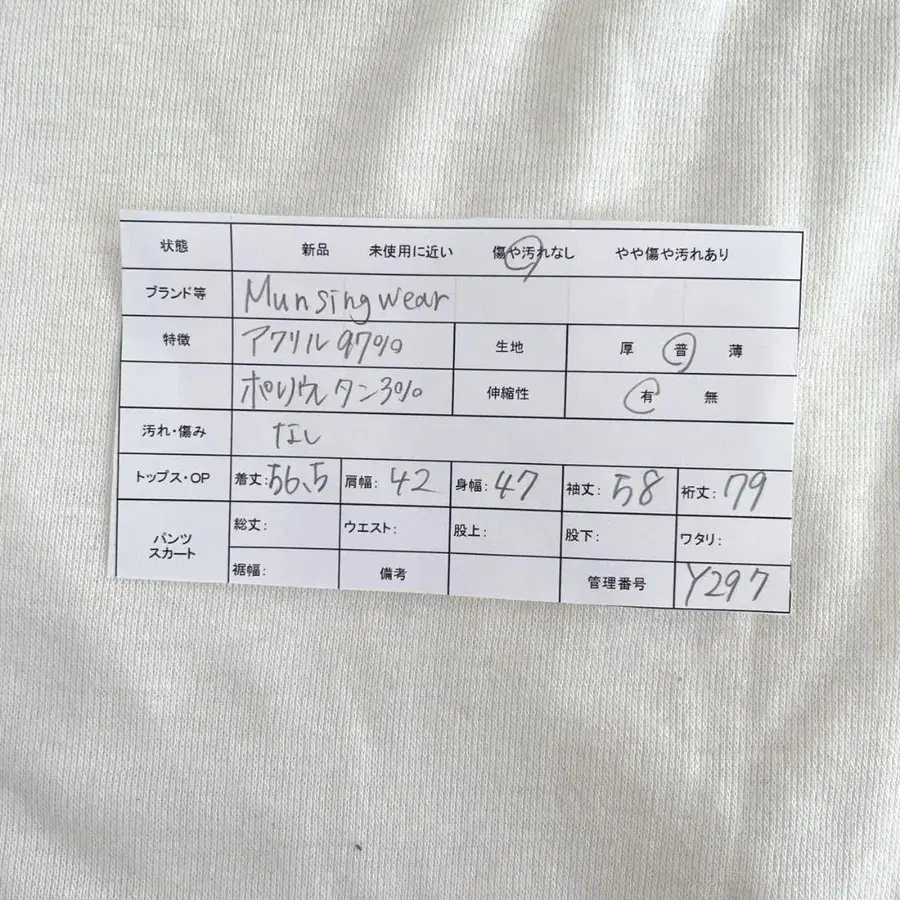 状態 新品 未使用に近い 傷や汚れなし やや傷や汚れあり
ブランド等 Munsingwear
特徴 アクリル97% 生地 厚 普 薄
ポリウレタン3% 伸縮性 有 無
汚れ・傷み なし
トップス・OP 着丈:56.5 肩幅: 42 身幅: 47 袖丈: 58 裄丈: 79
パンツ スカート 総丈: ウエスト: 股上: 股下: ワタリ:
裾幅: 備考 管理番号 Y297